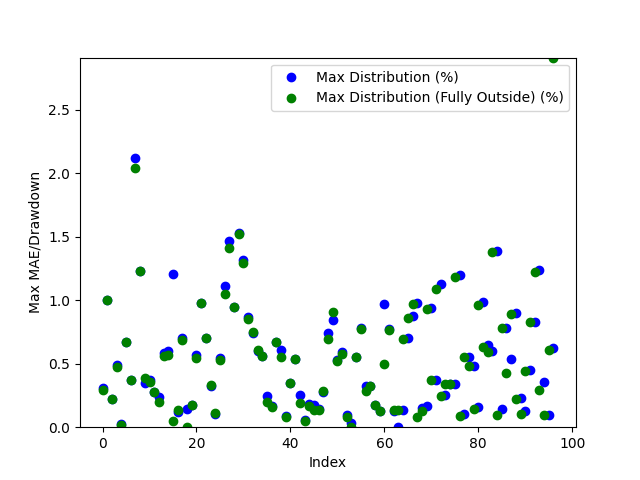 Max Distribution (%)
Max Distribution (Fully Outside) (%)
Max MAE/Drawdown
2.5
2.0
1.5
1.0
0.5
0.0
0 20 40 60 80 100
Index